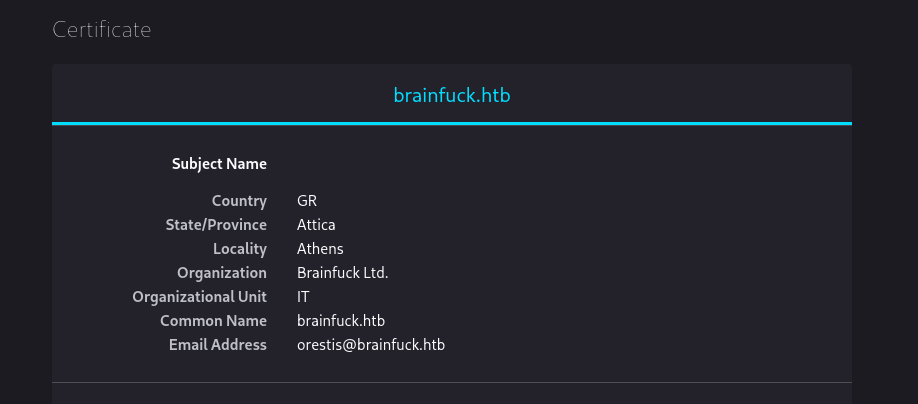 Certificate
brainfuck.htb
Subject Name
Country GR
State/Province Attica
Locality Athens
Organization Brainfuck Ltd.
Organizational Unit IT
Common Name brainfuck.htb
Email Address orestis@brainfuck.htb